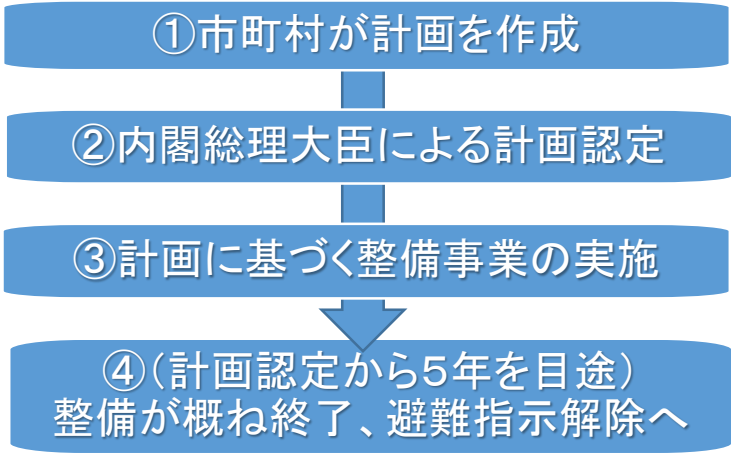 ①市町村が計画を作成
②内閣総理大臣による計画認定
③計画に基づく整備事業の実施
④(計画認定から5年を目途)
整備が概ね終了、避難指示解除へ